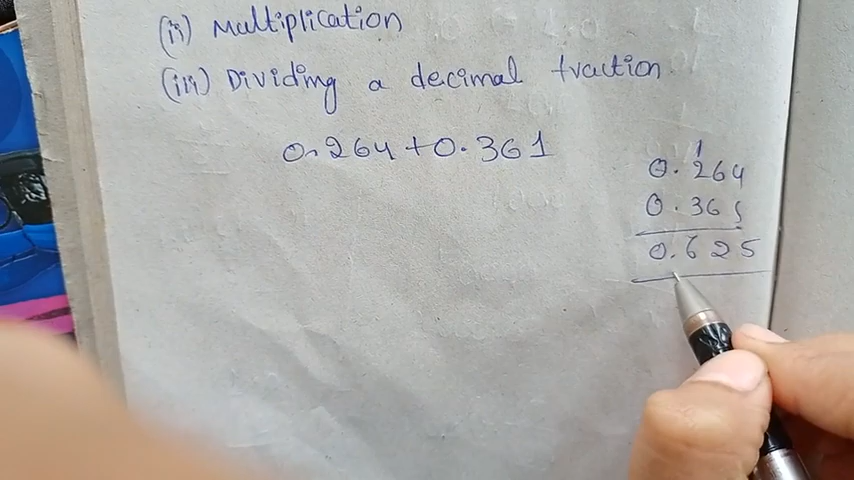 (ii) Multiplication
(iii) Dividing a decimal fraction
0.264+0.361
1
0.264
0.361
0.625